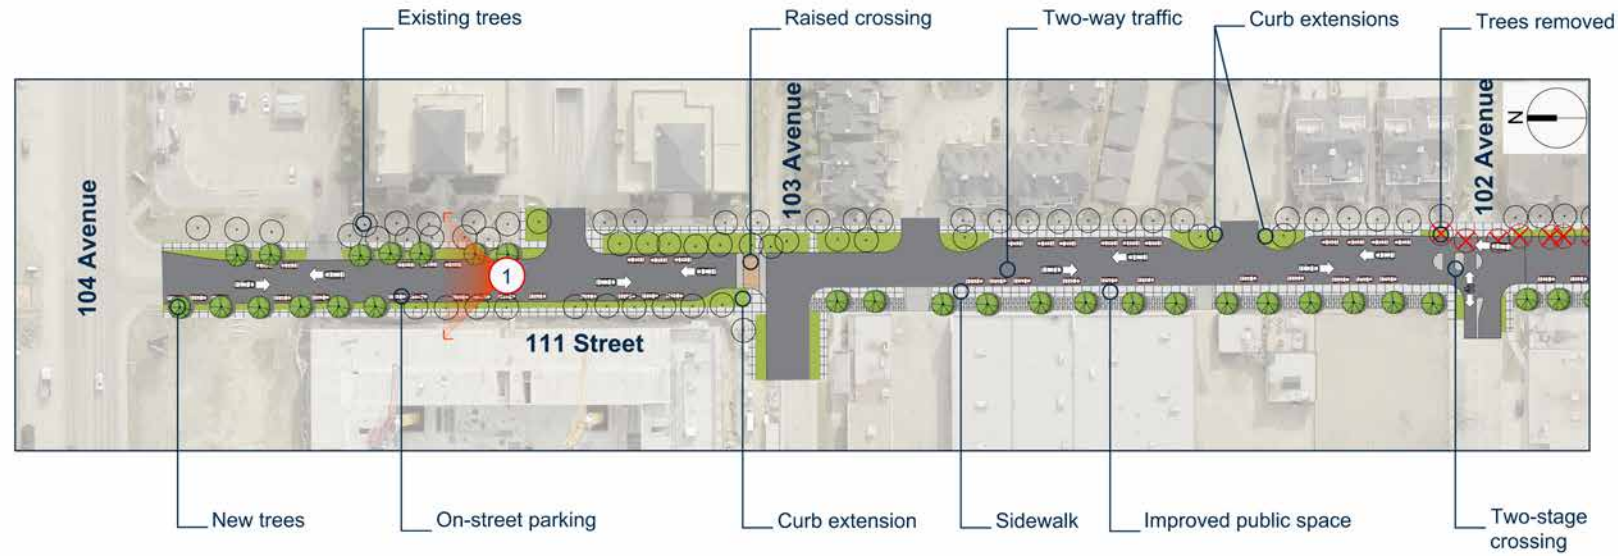 Existing trees
Raised crossing
Two-way traffic
Curb extensions
Trees removed
104 Avenue
103 Avenue
102 Avenue
N
1
111 Street
New trees
On-street parking
Curb extension
Sidewalk
Improved public space
Two-stage
crossing